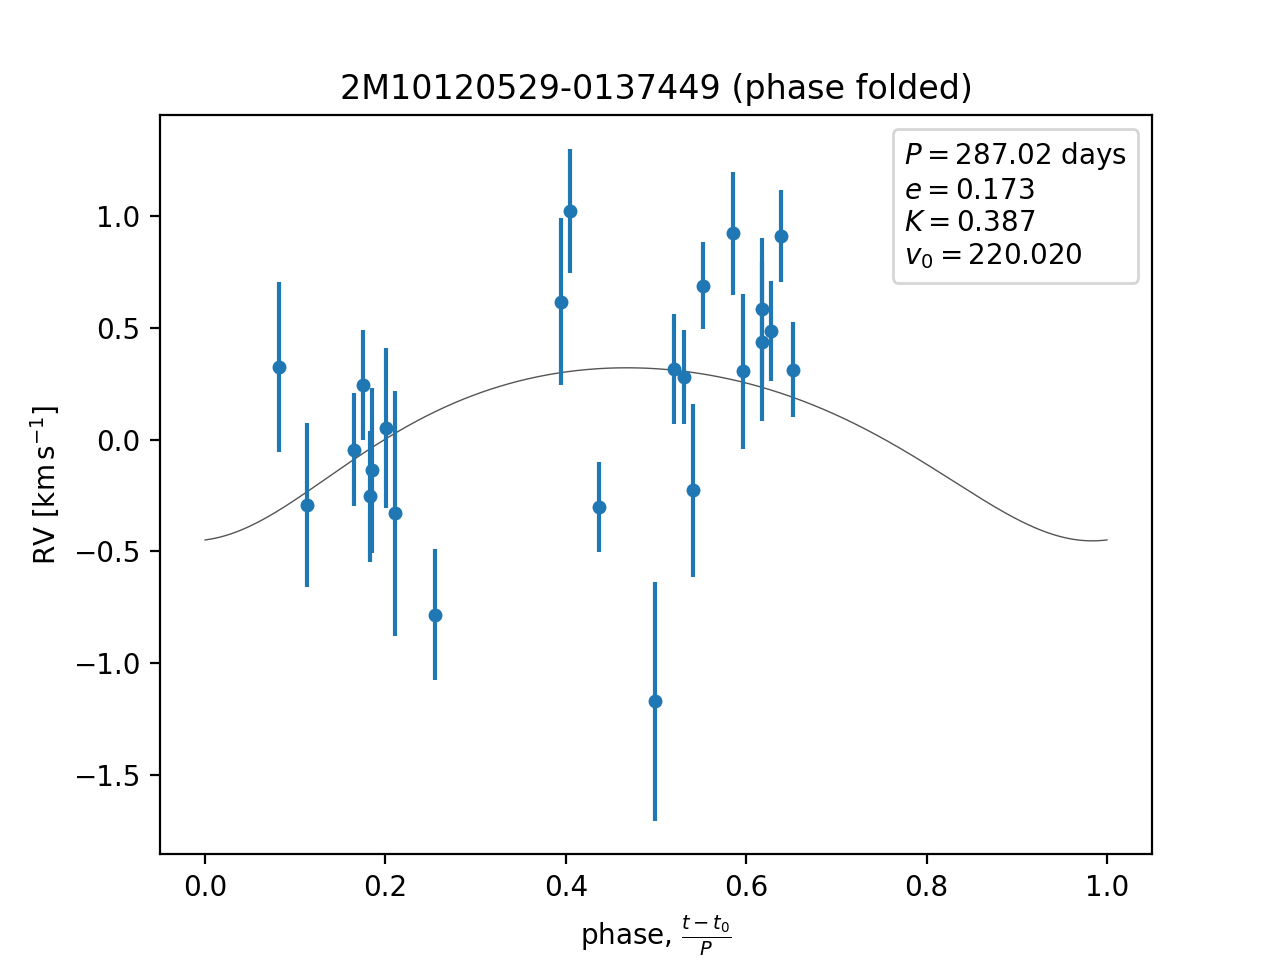 2M10120529-0137449 (phase folded)
P = 287.02 days
e = 0.173
K = 0.387
v₀ = 220.020
1.0
0.5
0.0
−0.5
−1.0
−1.5
RV [km s⁻¹]
0.0 0.2 0.4 0.6 0.8 1.0
phase, (t − t₀)/P